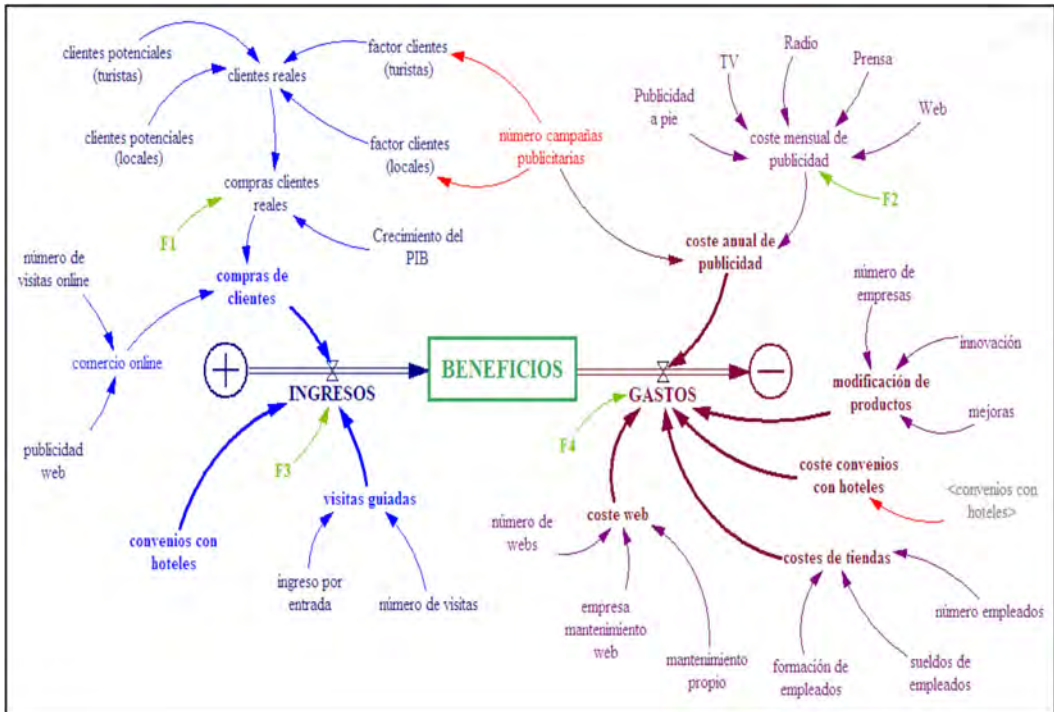 clientes potenciales
(turistas)
factor clientes
(turistas)
clientes reales
clientes potenciales
(locales)
factor clientes
(locales)
número campañas
publicitarias
Radio
TV
Prensa
Publicidad
a pie
Web
coste mensual de
publicidad
compras clientes
reales
F1
F2
Crecimiento del
PIB
coste anual de
publicidad
número de
visitas online
compras de
clientes
número de
empresas
comercio online
innovación
+
BENEFICIOS
−
INGRESOS
GASTOS
modificación de
productos
mejoras
publicidad
web
F3
F4
visitas guiadas
coste convenios
con hoteles
<convenios con
hoteles>
convenios con
hoteles
número de
webs
coste web
costes de tiendas
ingreso por
entrada
número de visitas
empresa
mantenimiento
web
número empleados
mantenimiento
propio
formación de
empleados
sueldos de
empleados